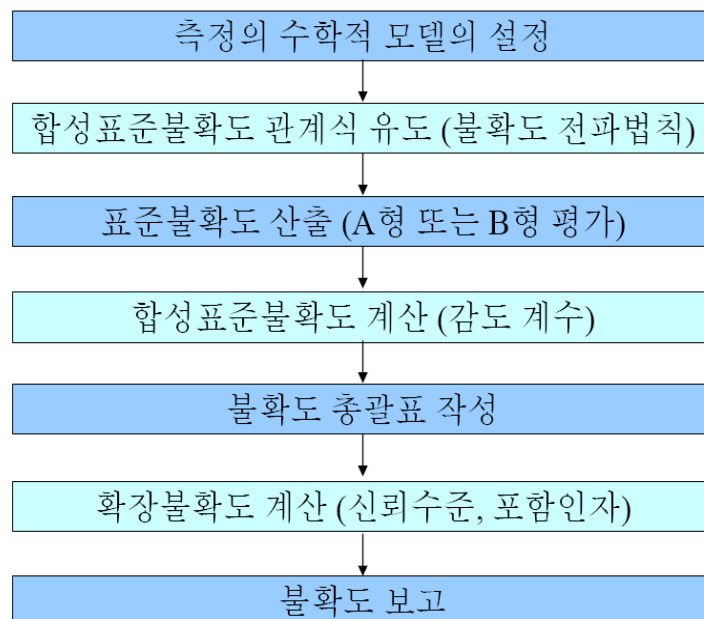 측정의 수학적 모델의 설정
합성표준불확도 관계식 유도 (불확도 전파법칙)
표준불확도 산출 (A형 또는 B형 평가)
합성표준불확도 계산 (감도 계수)
불확도 총괄표 작성
확장불확도 계산 (신뢰수준, 포함인자)
불확도 보고